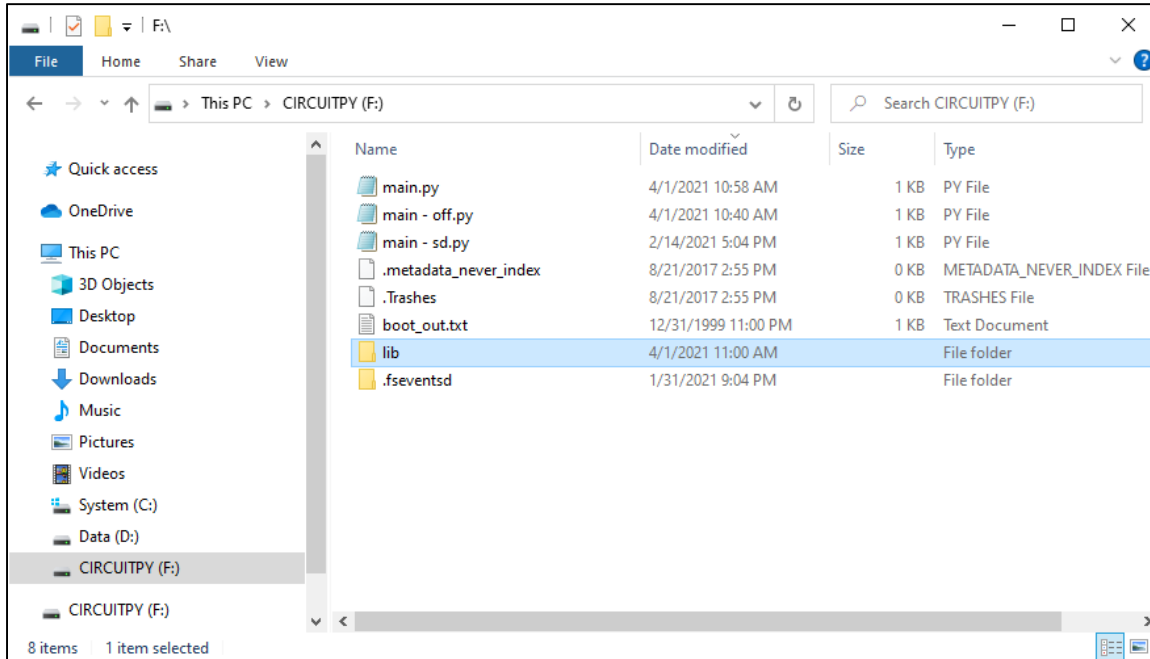 F:\
File Home Share View
This PC > CIRCUITPY (F:) Search CIRCUITPY (F:)
Quick access
OneDrive
This PC
3D Objects
Desktop
Documents
Downloads
Music
Pictures
Videos
System (C:)
Data (D:)
CIRCUITPY (F:)
CIRCUITPY (F:)
Name Date modified Size Type
main.py 4/1/2021 10:58 AM 1 KB PY File
main - off.py 4/1/2021 10:40 AM 1 KB PY File
main - sd.py 2/14/2021 5:04 PM 1 KB PY File
.metadata_never_index 8/21/2017 2:55 PM 0 KB METADATA_NEVER_INDEX File
.Trashes 8/21/2017 2:55 PM 0 KB TRASHES File
boot_out.txt 12/31/1999 11:00 PM 1 KB Text Document
lib 4/1/2021 11:00 AM File folder
.fseventsd 1/31/2021 9:04 PM File folder
8 items 1 item selected